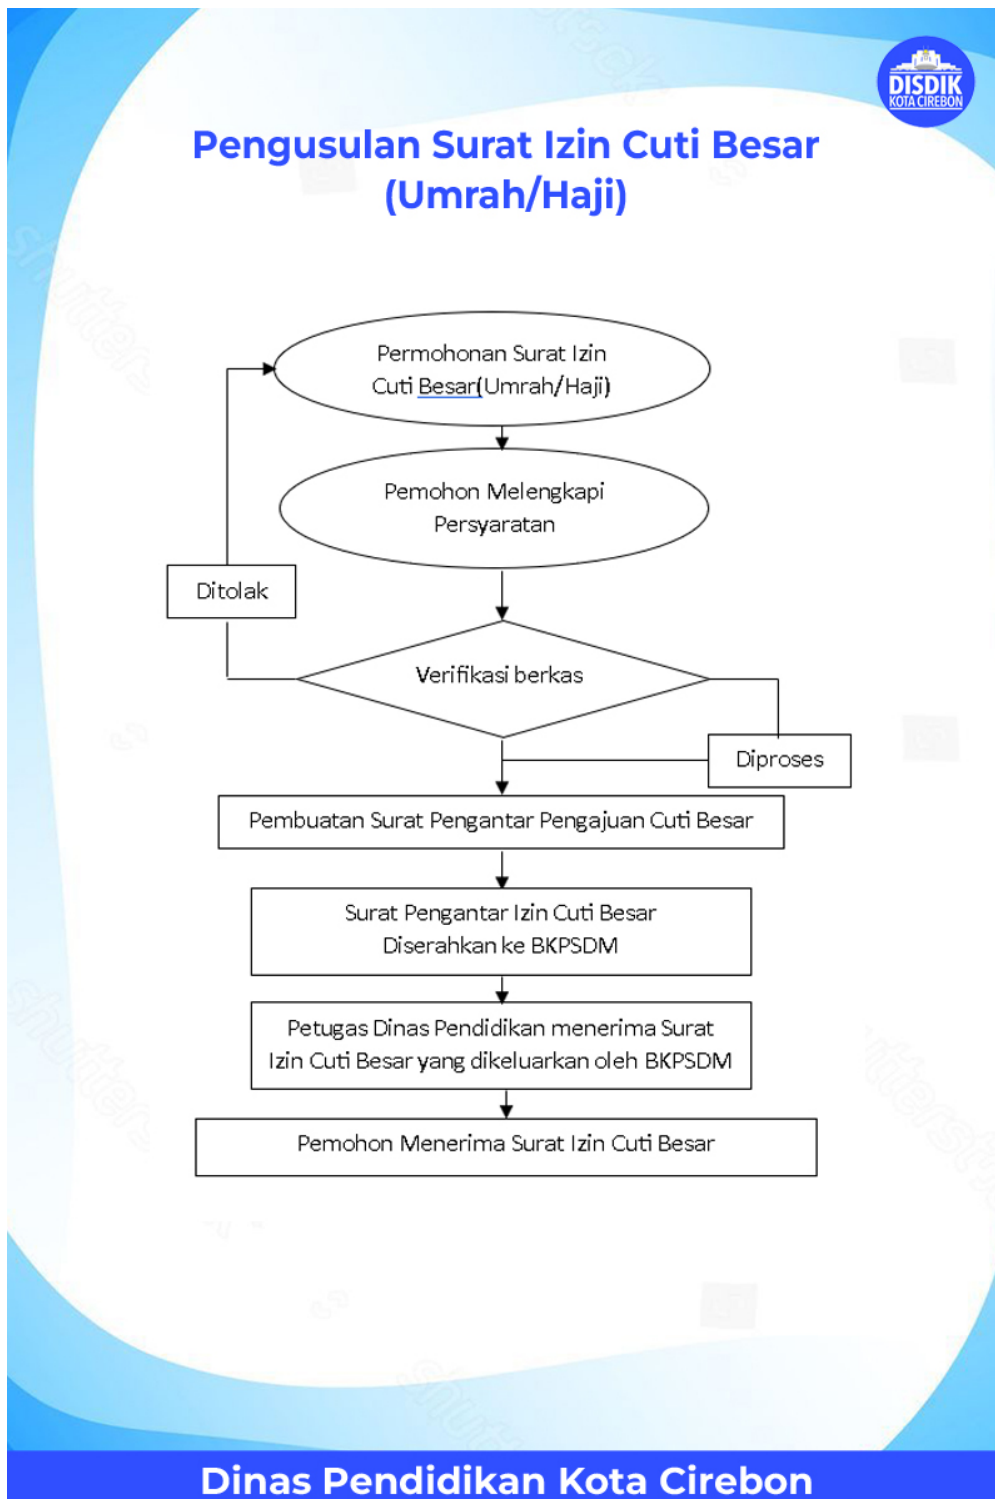 DISDIK
KOTA CIREBON
Pengusulan Surat Izin Cuti Besar
(Umrah/Haji)
Permohonan Surat Izin
Cuti Besar(Umrah/Haji)
Pemohon Melengkapi
Persyaratan
Ditolak
Verifikasi berkas
Diproses
Pembuatan Surat Pengantar Pengajuan Cuti Besar
Surat Pengantar Izin Cuti Besar
Diserahkan ke BKPSDM
Petugas Dinas Pendidikan menerima Surat
Izin Cuti Besar yang dikeluarkan oleh BKPSDM
Pemohon Menerima Surat Izin Cuti Besar
Dinas Pendidikan Kota Cirebon